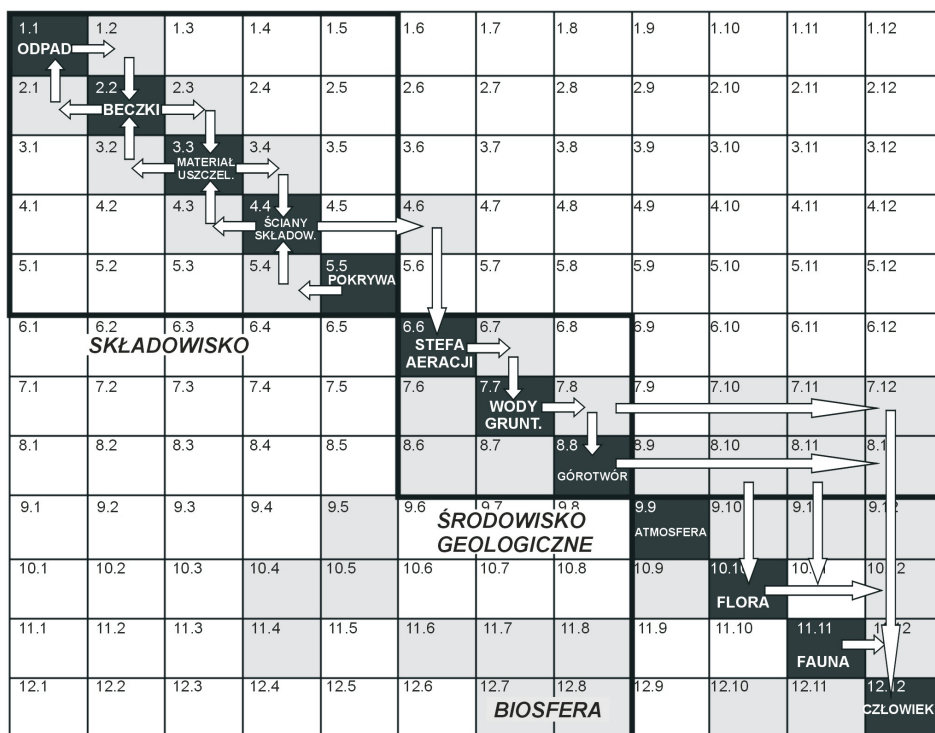 1.1 1.2 1.3 1.4 1.5 1.6 1.7 1.8 1.9 1.10 1.11 1.12
ODPAD
2.1 2.2 2.3 2.4 2.5 2.6 2.7 2.8 2.9 2.10 2.11 2.12
BECZKI
3.1 3.2 3.3 3.4 3.5 3.6 3.7 3.8 3.9 3.10 3.11 3.12
MATERIAŁ
USZCZEL.
4.1 4.2 4.3 4.4 4.5 4.6 4.7 4.8 4.9 4.10 4.11 4.12
ŚCIANY
SKŁADOW.
5.1 5.2 5.3 5.4 5.5 5.6 5.7 5.8 5.9 5.10 5.11 5.12
POKRYWA
6.1 6.2 6.3 6.4 6.5 6.6 6.7 6.8 6.9 6.10 6.11 6.12
SKŁADOWISKO
STEFA
AERACJI
7.1 7.2 7.3 7.4 7.5 7.6 7.7 7.8 7.9 7.10 7.11 7.12
WODY
GRUNT.
8.1 8.2 8.3 8.4 8.5 8.6 8.7 8.8 8.9 8.10 8.11 8.1
GÓROTWÓR
9.1 9.2 9.3 9.4 9.5 9.6 9.7 9.8 9.9 9.10 9.1 9.12
ŚRODOWISKO
GEOLOGICZNE
ATMOSFERA
10.1 10.2 10.3 10.4 10.5 10.6 10.7 10.8 10.9 10.10
FLORA
11.1 11.2 11.3 11.4 11.5 11.6 11.7 11.8 11.9 11.10 11.11
FAUNA
12.1 12.2 12.3 12.4 12.5 12.6 12.7 12.8 12.9 12.10 12.11 12.12
BIOSFERA
CZŁOWIEK